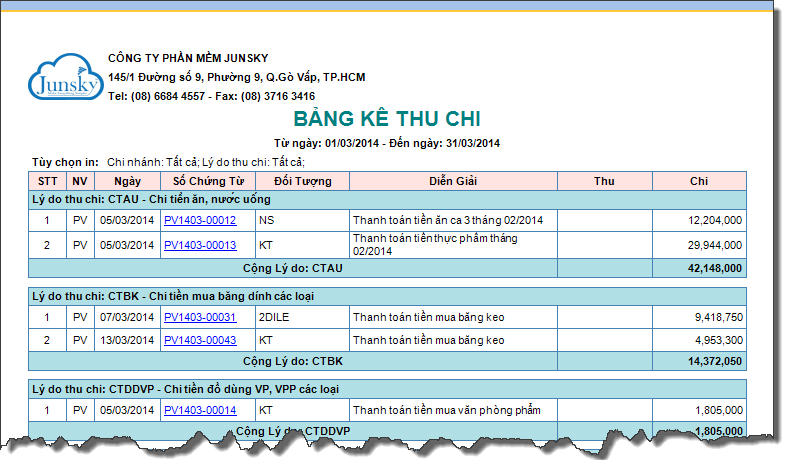 Junsky
CÔNG TY PHẦN MỀM JUNSKY
145/1 Đường số 9, Phường 9, Q.Gò Vấp, TP.HCM
Tel: (08) 6684 4557 - Fax: (08) 3716 3416
BẢNG KÊ THU CHI
Từ ngày: 01/03/2014 - Đến ngày: 31/03/2014
Tùy chọn in: Chi nhánh: Tất cả; Lý do thu chi: Tất cả;
STT NV Ngày Số Chứng Từ Đối Tượng Diễn Giải Thu Chi
Lý do thu chi: CTAU - Chi tiền ăn, nước uống
1 PV 05/03/2014 PV1403-00012 NS Thanh toán tiền ăn ca 3 tháng 02/2014 12,204,000
2 PV 05/03/2014 PV1403-00013 KT Thanh toán tiền thực phẩm tháng 02/2014 29,944,000
Cộng Lý do: CTAU 42,148,000
Lý do thu chi: CTBK - Chi tiền mua băng dính các loại
1 PV 07/03/2014 PV1403-00031 2DILE Thanh toán tiền mua băng keo 9,418,750
2 PV 13/03/2014 PV1403-00043 KT Thanh toán tiền mua băng keo 4,953,300
Cộng Lý do: CTBK 14,372,050
Lý do thu chi: CTDDVP - Chi tiền đồ dùng VP, VPP các loại
1 PV 05/03/2014 PV1403-00014 KT Thanh toán tiền mua văn phòng phẩm 1,805,000
Cộng Lý do: CTDDVP 1,805,000